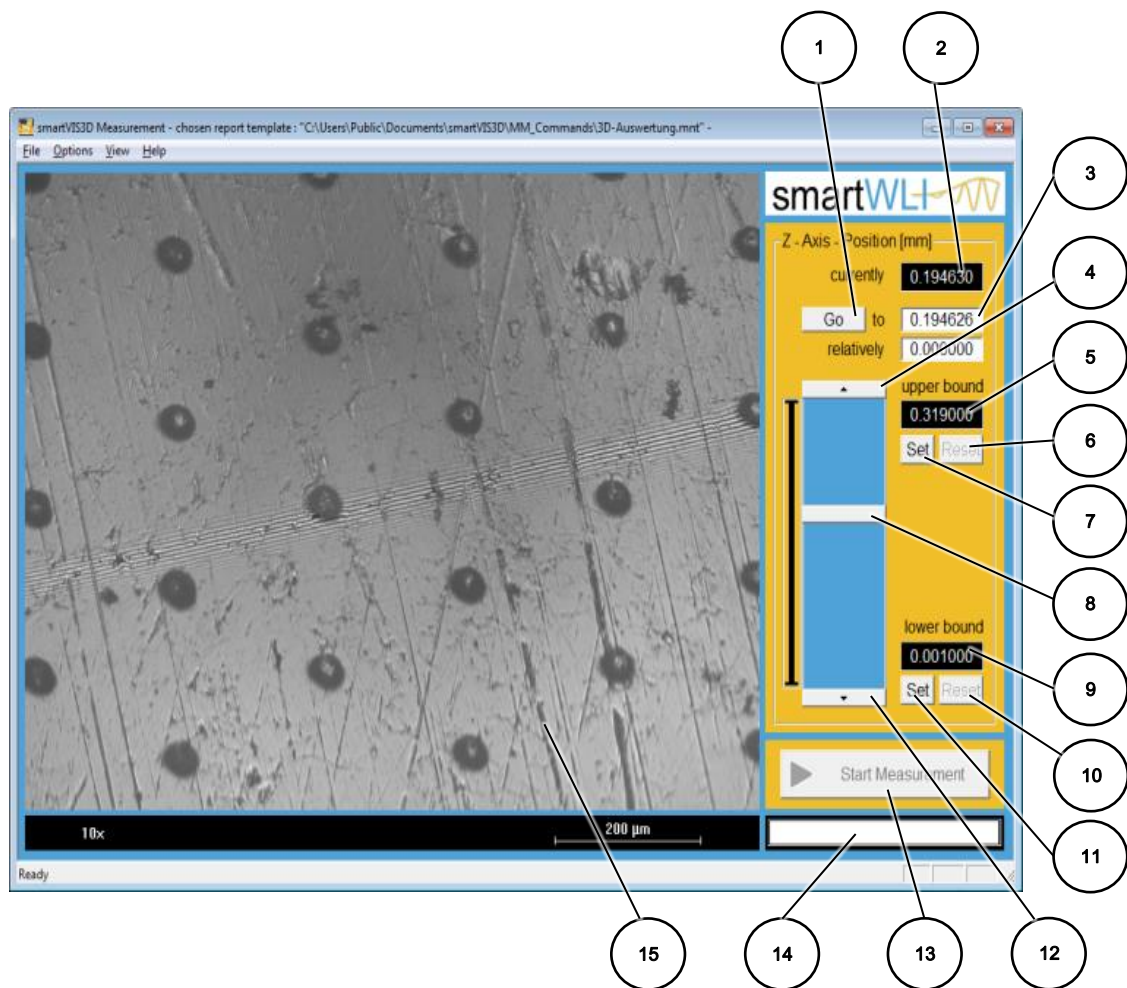 1
2
smartVIS3D Measurement - chosen report template : "C:\Users\Public\Documents\smartVIS3D\MM_Commands\3D-Auswertung.mnt" -
File Options View Help
smartWLI
3
Z - Axis - Position [mm]
currently 0.194630
4
Go to 0.194626
relatively 0.000000
5
upper bound
0.319000
6
Set Reset
7
8
lower bound
0.001000
9
Set Reset
10
Start Measurement
11
10x
200 µm
Ready
15
14
13
12